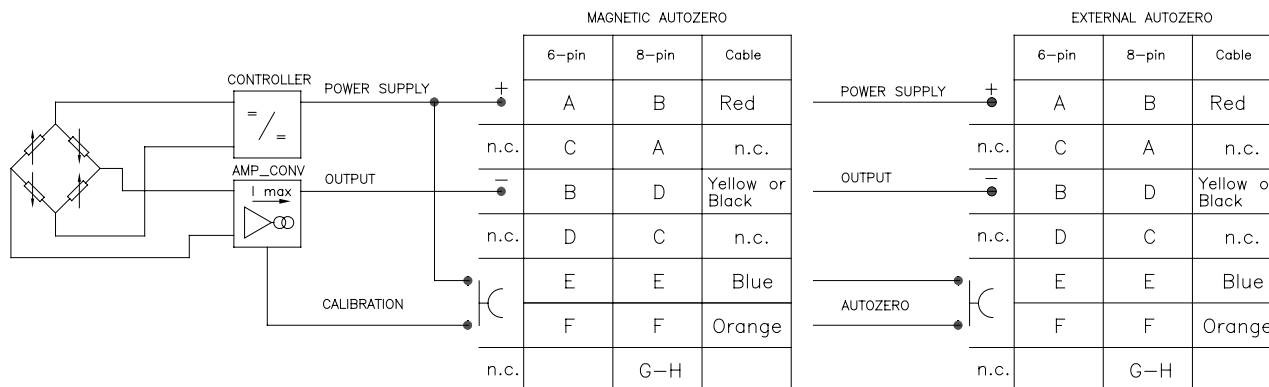 MAGNETIC AUTOZERO
6-pin 8-pin Cable
CONTROLLER
= / =
POWER SUPPLY + A B Red
n.c. C A n.c.
AMP_CONV
I max
OUTPUT - B D Yellow or Black
n.c. D C n.c.
E E Blue
CALIBRATION F F Orange
n.c. G-H
EXTERNAL AUTOZERO
6-pin 8-pin Cable
POWER SUPPLY + A B Red
n.c. C A n.c.
OUTPUT - B D Yellow o Black
n.c. D C n.c.
E E Blue
AUTOZERO F F Orange
n.c. G-H